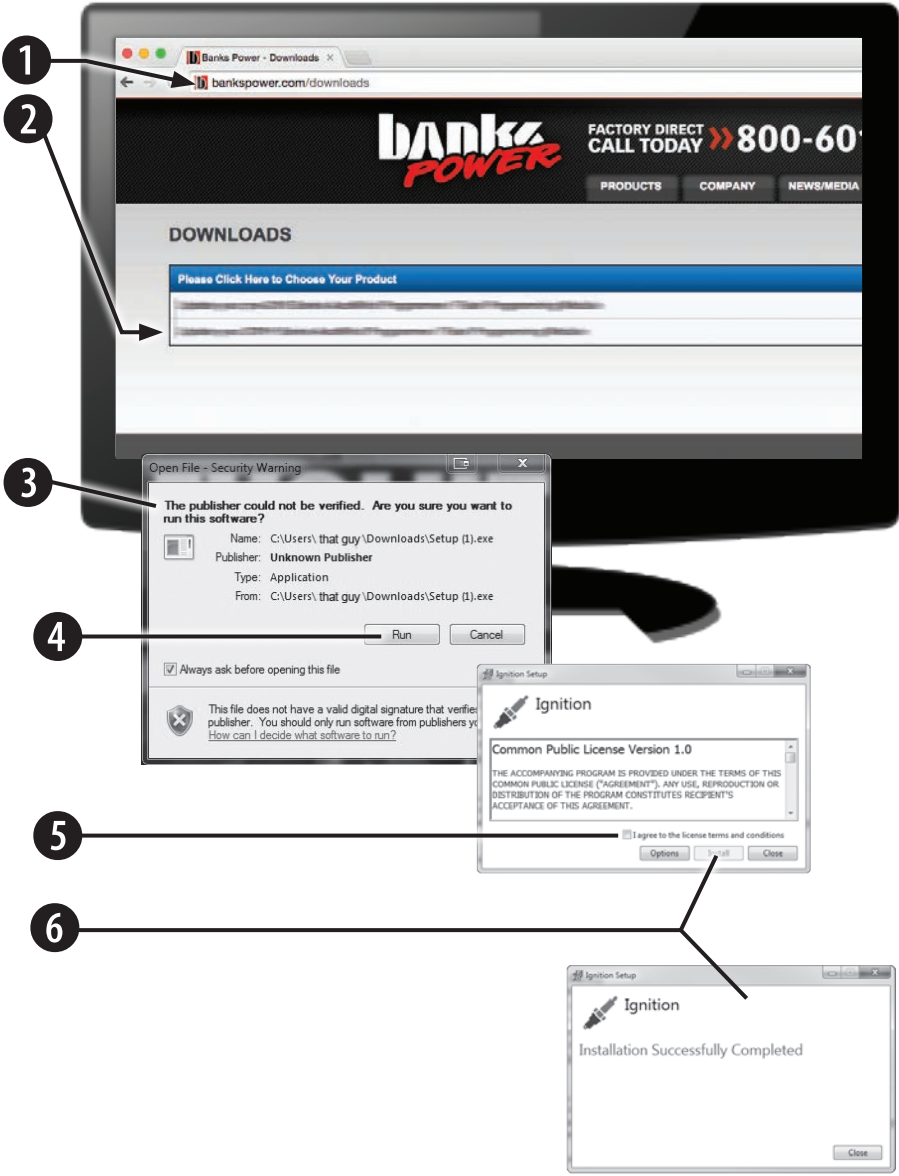 1
Banks Power - Downloads ×
bankspower.com/downloads
2
banks
POWER
FACTORY DIRECT
CALL TODAY
800-601
PRODUCTS COMPANY NEWS/MEDIA
DOWNLOADS
Please Click Here to Choose Your Product
3
Open File - Security Warning
The publisher could not be verified. Are you sure you want to
run this software?
Name: C:\Users\ that guy \Downloads\Setup (1).exe
Publisher: Unknown Publisher
Type: Application
From: C:\Users\ that guy \Downloads\Setup (1).exe
4
Run Cancel
Always ask before opening this file
This file does not have a valid digital signature that verifies
publisher. You should only run software from publishers
How can I decide what software to run?
Ignition Setup
Ignition
Common Public License Version 1.0
THE ACCOMPANYING PROGRAM IS PROVIDED UNDER THE TERMS OF THIS
COMMON PUBLIC LICENSE ("AGREEMENT"). ANY USE, REPRODUCTION OR
DISTRIBUTION OF THE PROGRAM CONSTITUTES RECIPIENT'S
ACCEPTANCE OF THIS AGREEMENT.
5
I agree to the license terms and conditions
Options Install Close
6
Ignition Setup
Ignition
Installation Successfully Completed
Close